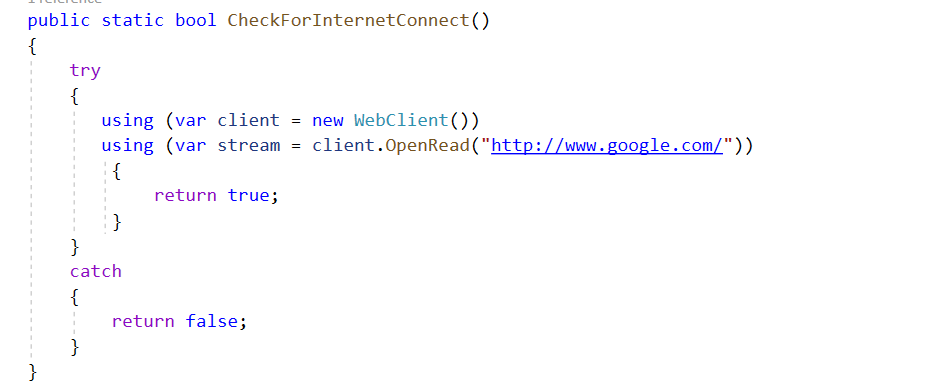 1 reference
public static bool CheckForInternetConnect()
{
try
{
using (var client = new WebClient())
using (var stream = client.OpenRead("http://www.google.com/"))
{
return true;
}
}
catch
{
return false;
}
}